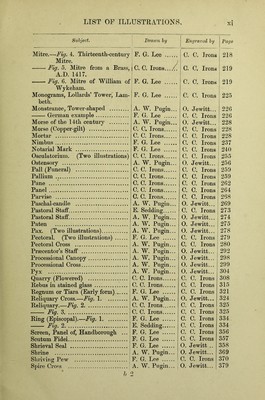 LIST OF ILLUSTRATIONS. xi
Subject. Drawn by Engraved by Page
Mitre.—Fig. 4. Thirteenth-century Mitre. F. G. Lee ...... C. C. Irons 218
—— Fig. 5. Mitre from a Brass, A.D. 1417. C. C. Irons... C. C. Irons 219
—— Fig. 6. Mitre of William of Wykeham. F. G. Lee ...... C. C. Irons 219
Monograms, Lollards' Tower, Lambeth. F. G. Lee ...... C. C. Irons 225
Monstrance, Tower-shaped ......... A. W. Pugin... O. Jewitt... 226
—— German example ............ F. G. Lee ...... C. C. Irons 226
Morse of the 14th century ......... A. W. Pugin... O. Jewitt... 228
Morse (Copper-gilt) .................. C. C. Irons...... C. C. Irons 228
Mortar .................................. C. C. Irons...... C. C. Irons 228
Nimbus .................................. F. G. Lee ...... C. C. Irons 237
Notarial Mark ........................ F. G. Lee ...... C. C. Irons 240
Osculatorium. (Two illustrations) C. C. Irons...... C. C. Irons 255
Ostensory .............................. A. W. Pugin... O. Jewitt... 256
Pall (Funeral) ........................ C. C. Irons...... C. C. Irons 259
Pallium .................................. C. C. Irons...... C. C. Irons 259
Pane ..................................... C. C. Irons...... C. C. Irons 262
Panel ..................................... C. C. Irons...... C. C. Irons 264
Parvise .................................. C. C. Irons...... C. C. Irons 268
Paschal-candle ........................ A. W. Pugin... O. Jewitt... 269
Pastoral Staff ........................ E. Sedding...... C. C. Irons 273
Pastoral Staff ........................ A. W. Pugin... O. Jewitt... 274
Paten ..................................... A. W. Pugin... O. Jewitt... 275
Pax. (Two illustrations) ............ A. W. Pugin... O. Jewitt... 278
Pectoral. (Two illustrations) F. G. Lee ...... C. C. Irons 279
Pectoral Cross ........................ A. W. Pugin... C. C. Irons 280
Præcentor's Staff ..................... A. W. Pugin... O. Jewitt... 292
Processional Canopy ............... A. W. Pugin... O. Jewitt... 298
Processional Cross .................. A. W. Pugin... O. Jewitt... 299
Pyx ........................................ A. W. Pugin... O. Jewitt... 304
Quarry (Flowered) .................. C. C. Irons...... C. C. Irons 308
Rebus in stained glass ............... C. C. Irons...... C. C. Irons 315
Regnum or Tiara (Early form)...... F. G. Lee ...... C. C. Irons 321
Reliquary Cross.—Fig. 1. ......... A. W. Pugin... O. Jewitt... 324
Reliquary.—Fig. 2. .................. C. C. Irons...... C. C. Irons 325
—— Fig. 3. ........................ C. C. Irons...... C. C. Irons 325
Ring (Episcopal).—Fig. 1. ......... F. G. Lee ...... C. C. Irons 334
—— Fig. 2. ........................ E. Sedding...... C. C. Irons 334
Screen, Panel of, Handborough ... F. G. Lee ...... C. C. Irons 356
Scutum Fidei. ........................ F. G. Lee ...... C. C. Irons 357
Shrieval Seal ........................ F. G. Lee ...... O. Jewitt... 358
Shrine .................................. A. W. Pugin... O. Jewitt... 369
Shriving Pew ........................ F. G. Lee ...... C. C. Irons 370
Spire Cross ........................... A. W. Pugin... O. Jewitt... 379
b 2